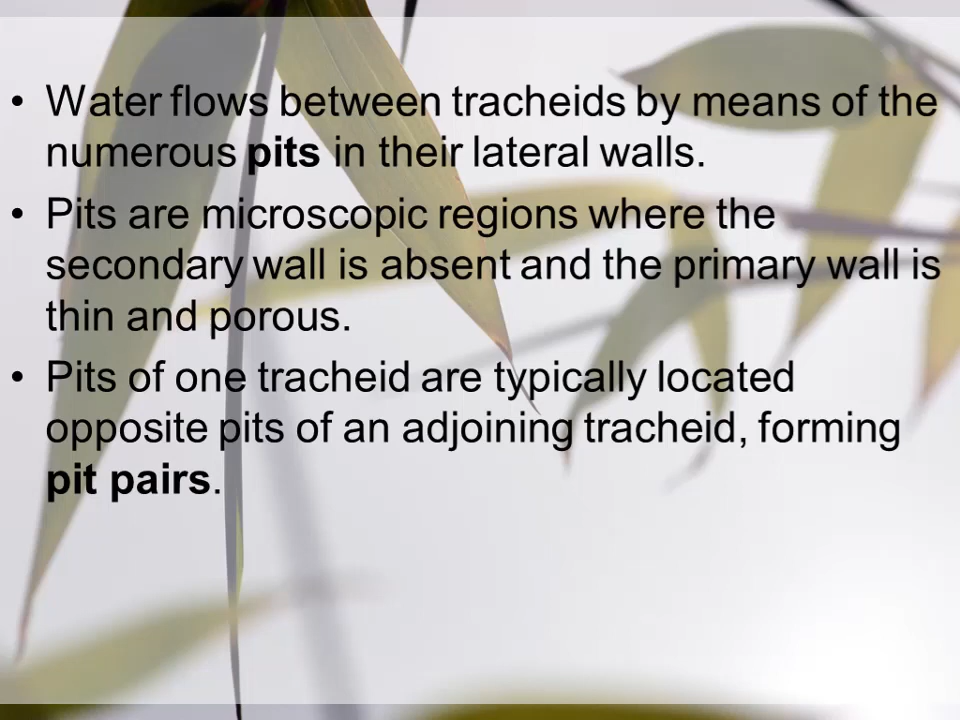 • Water flows between tracheids by means of the
numerous pits in their lateral walls.
• Pits are microscopic regions where the
secondary wall is absent and the primary wall is
thin and porous.
• Pits of one tracheid are typically located
opposite pits of an adjoining tracheid, forming
pit pairs.